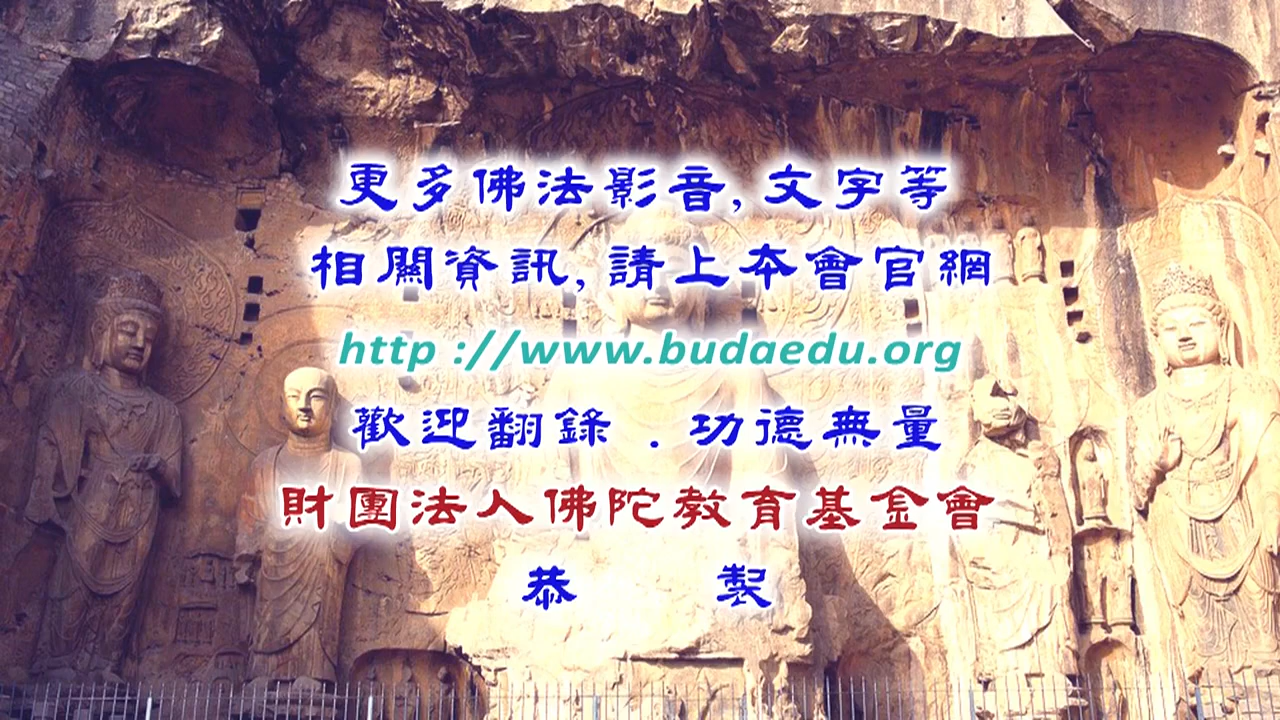 更多佛法影音,文字等
相關資訊,請上本會官網
http ://www.budaedu.org
歡迎翻錄 . 功德無量
財團法人佛陀教育基金會
恭 製